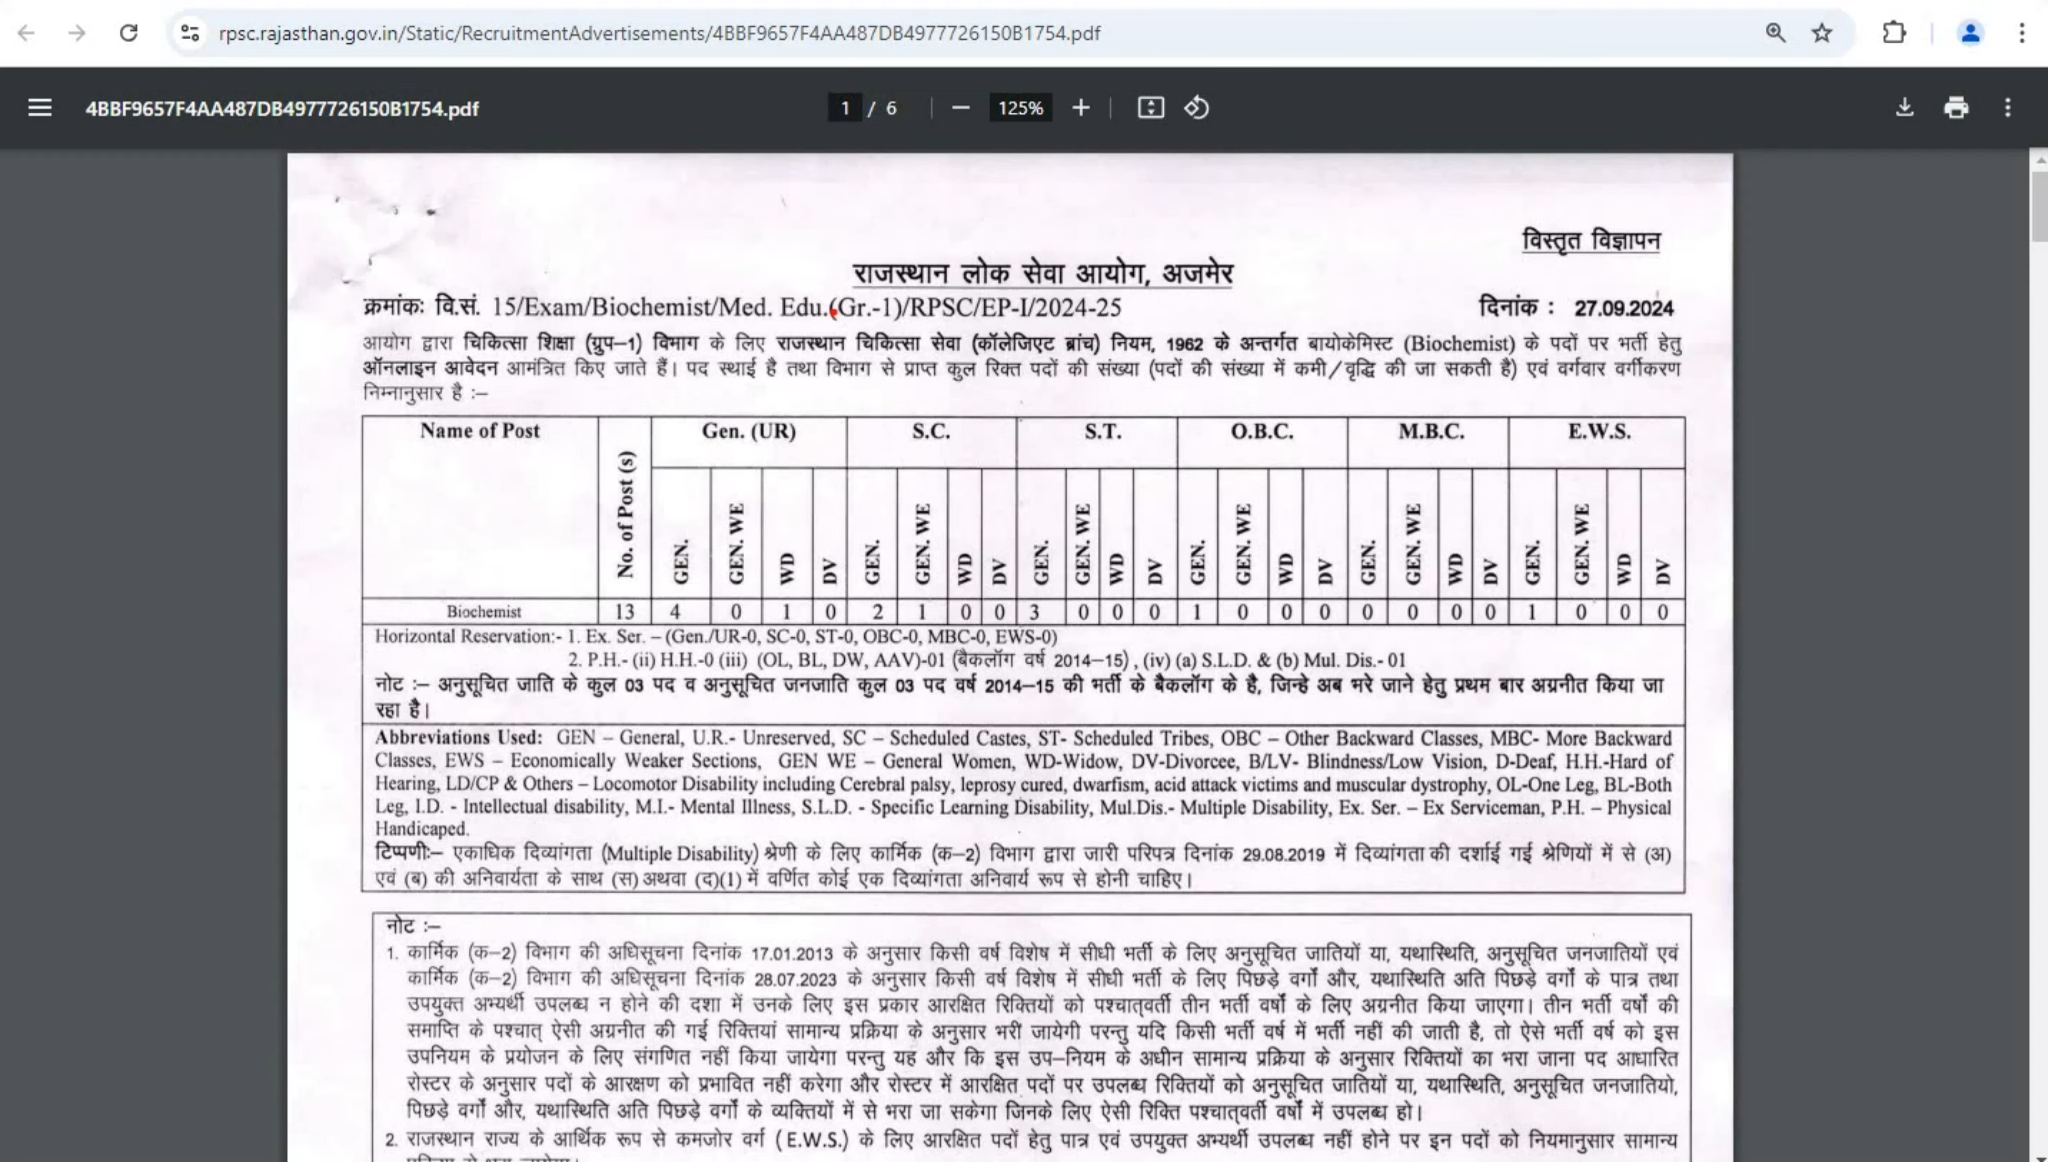 rpsc.rajasthan.gov.in/Static/RecruitmentAdvertisements/4BBF9657F4AA487DB4977726150B1754.pdf
4BBF9657F4AA487DB4977726150B1754.pdf 1 / 6 125%
विस्तृत विज्ञापन
राजस्थान लोक सेवा आयोग, अजमेर
क्रमांकः वि.सं. 15/Exam/Biochemist/Med. Edu.(Gr.-1)/RPSC/EP-I/2024-25 दिनांक : 27.09.2024
आयोग द्वारा चिकित्सा शिक्षा (ग्रुप–1) विभाग के लिए राजस्थान चिकित्सा सेवा (कॉलेजिएट ब्रांच) नियम, 1962 के अन्तर्गत बायोकेमिस्ट (Biochemist) के पदों पर भर्ती हेतु
ऑनलाइन आवेदन आमंत्रित किए जाते हैं। पद स्थाई है तथा विभाग से प्राप्त कुल रिक्त पदों की संख्या (पदों की संख्या में कमी/वृद्धि की जा सकती है) एवं वर्गवार वर्गीकरण
निम्नानुसार है :–
Name of Post No. of Post (s) Gen. (UR) S.C. S.T. O.B.C. M.B.C. E.W.S.
GEN. GEN. WE WD DV GEN. GEN. WE WD DV GEN. GEN. WE WD DV GEN. GEN. WE WD DV GEN. GEN. WE WD DV GEN. GEN. WE WD DV
Biochemist 13 4 0 1 0 2 1 0 0 3 0 0 0 1 0 0 0 0 0 0 0 1 0 0 0
Horizontal Reservation:- 1. Ex. Ser. – (Gen./UR-0, SC-0, ST-0, OBC-0, MBC-0, EWS-0)
2. P.H.- (ii) H.H.-0 (iii) (OL, BL, DW, AAV)-01 (बैकलॉग वर्ष 2014–15) , (iv) (a) S.L.D. & (b) Mul. Dis.- 01
नोट :– अनुसूचित जाति के कुल 03 पद व अनुसूचित जनजाति कुल 03 पद वर्ष 2014–15 की भर्ती के बैकलॉग के है, जिन्हे अब भरे जाने हेतु प्रथम बार अग्रनीत किया जा
रहा है।
Abbreviations Used: GEN – General, U.R.- Unreserved, SC – Scheduled Castes, ST- Scheduled Tribes, OBC – Other Backward Classes, MBC- More Backward
Classes, EWS – Economically Weaker Sections, GEN WE – General Women, WD-Widow, DV-Divorcee, B/LV- Blindness/Low Vision, D-Deaf, H.H.-Hard of
Hearing, LD/CP & Others – Locomotor Disability including Cerebral palsy, leprosy cured, dwarfism, acid attack victims and muscular dystrophy, OL-One Leg, BL-Both
Leg, I.D. - Intellectual disability, M.I.- Mental Illness, S.L.D. - Specific Learning Disability, Mul.Dis.- Multiple Disability, Ex. Ser. – Ex Serviceman, P.H. – Physical
Handicaped.
टिप्पणीः– एकाधिक दिव्यांगता (Multiple Disability) श्रेणी के लिए कार्मिक (क–2) विभाग द्वारा जारी परिपत्र दिनांक 29.08.2019 में दिव्यांगता की दर्शाई गई श्रेणियों में से (अ)
एवं (ब) की अनिवार्यता के साथ (स) अथवा (द)(1) में वर्णित कोई एक दिव्यांगता अनिवार्य रूप से होनी चाहिए।
नोट :–
1. कार्मिक (क–2) विभाग की अधिसूचना दिनांक 17.01.2013 के अनुसार किसी वर्ष विशेष में सीधी भर्ती के लिए अनुसूचित जातियों या, यथास्थिति, अनुसूचित जनजातियों एवं
कार्मिक (क–2) विभाग की अधिसूचना दिनांक 28.07.2023 के अनुसार किसी वर्ष विशेष में सीधी भर्ती के लिए पिछड़े वर्गों और, यथास्थिति अति पिछड़े वर्गों के पात्र तथा
उपयुक्त अभ्यर्थी उपलब्ध न होने की दशा में उनके लिए इस प्रकार आरक्षित रिक्तियों को पश्चातवर्ती तीन भर्ती वर्षों के लिए अग्रनीत किया जाएगा। तीन भर्ती वर्षों की
समाप्ति के पश्चात् ऐसी अग्रनीत की गई रिक्तियां सामान्य प्रक्रिया के अनुसार भरीं जायेगी परन्तु यदि किसी भर्ती वर्ष में भर्ती नहीं की जाती है, तो ऐसे भर्ती वर्ष को इस
उपनियम के प्रयोजन के लिए संगणित नहीं किया जायेगा परन्तु यह और कि इस उप–नियम के अधीन सामान्य प्रक्रिया के अनुसार रिक्तियों का भरा जाना पद आधारित
रोस्टर के अनुसार पदों के आरक्षण को प्रभावित नहीं करेगा और रोस्टर में आरक्षित पदों पर उपलब्ध रिक्तियों को अनुसूचित जातियों या, यथास्थिति, अनुसूचित जनजातियो,
पिछड़े वर्गों और, यथास्थिति अति पिछड़े वर्गों के व्यक्तियों में से भरा जा सकेगा जिनके लिए ऐसी रिक्ति पश्चातवर्ती वर्षों में उपलब्ध हो।
2. राजस्थान राज्य के आर्थिक रूप से कमजोर वर्ग (E.W.S.) के लिए आरक्षित पदों हेतु पात्र एवं उपयुक्त अभ्यर्थी उपलब्ध नहीं होने पर इन पदों को नियमानुसार सामान्य